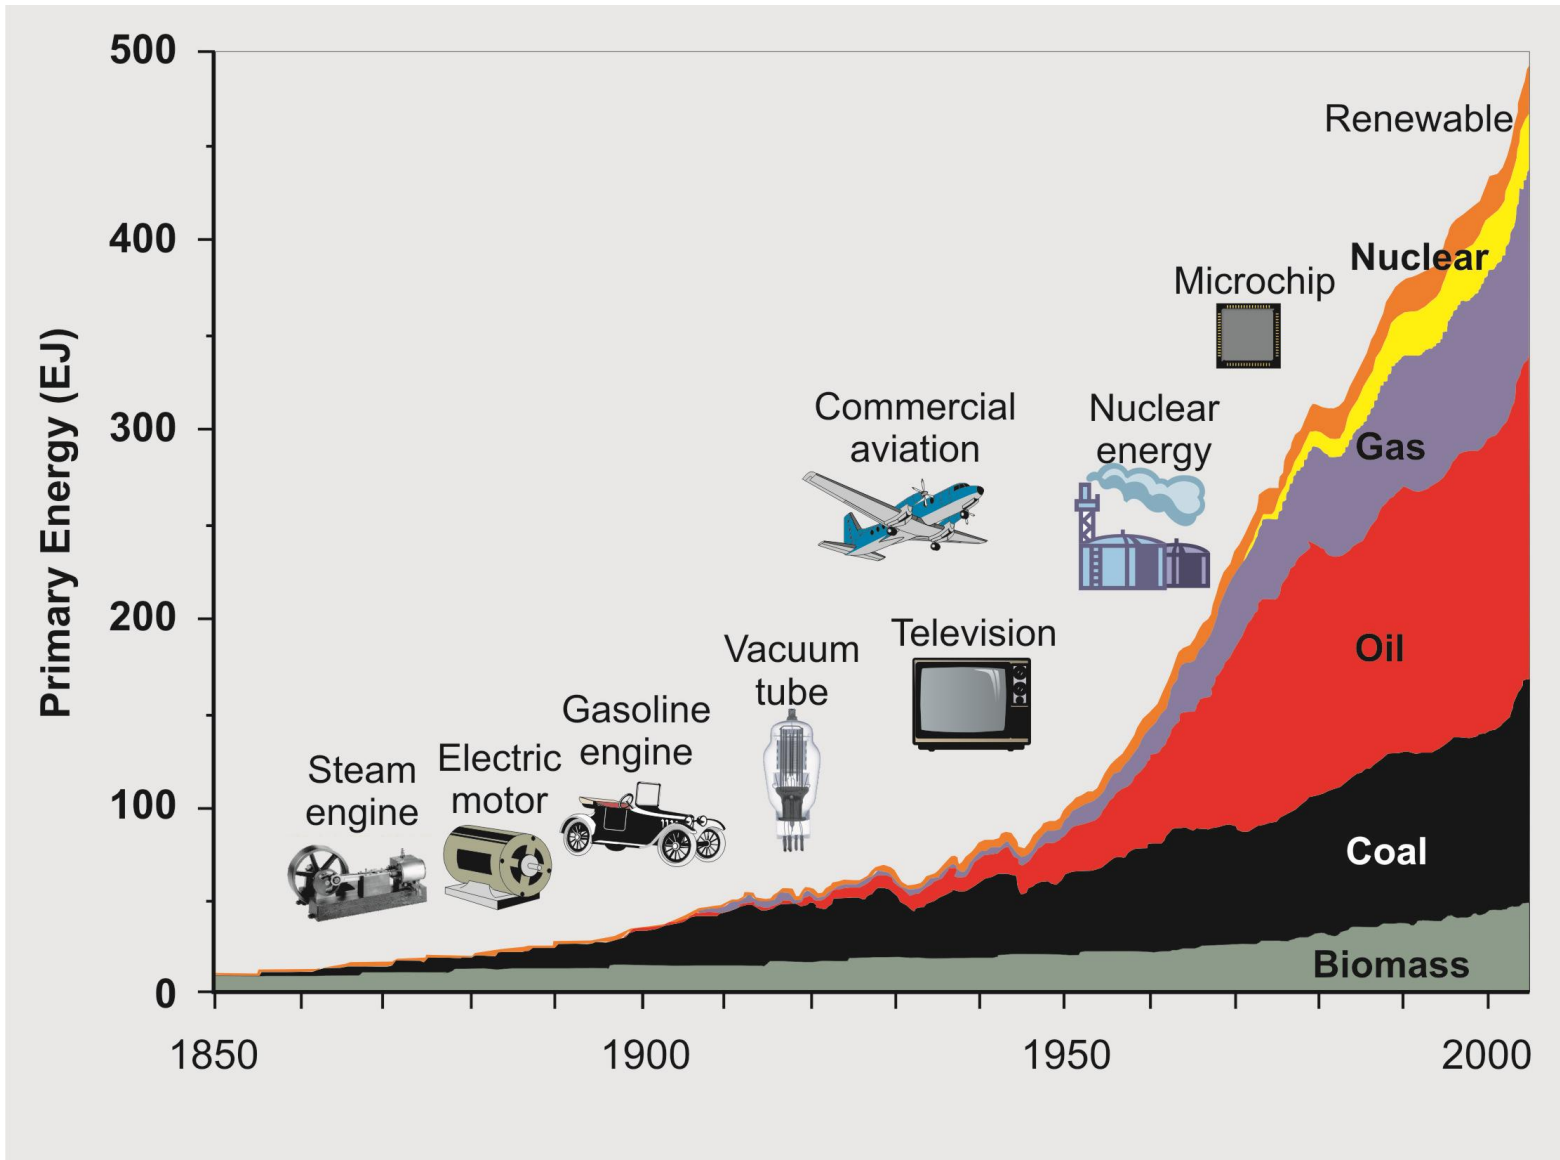 500
Renewable
400
Nuclear
Microchip
Commercial
aviation
Nuclear
energy
300
Gas
Primary Energy (EJ)
200
Television
Oil
Vacuum
tube
Gasoline
engine
Electric
motor
Steam
engine
100
Coal
Biomass
0
1850
1900
1950
2000